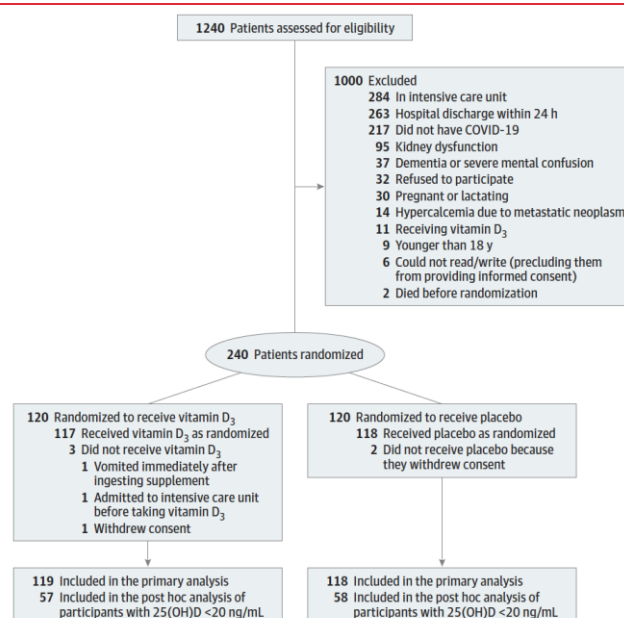 1240 Patients assessed for eligibility
1000 Excluded
284 In intensive care unit
263 Hospital discharge within 24 h
217 Did not have COVID-19
95 Kidney dysfunction
37 Dementia or severe mental confusion
32 Refused to participate
30 Pregnant or lactating
14 Hypercalcemia due to metastatic neoplasm
11 Receiving vitamin D3
9 Younger than 18 y
6 Could not read/write (precluding them
from providing informed consent)
2 Died before randomization
240 Patients randomized
120 Randomized to receive vitamin D3
117 Received vitamin D3 as randomized
3 Did not receive vitamin D3
1 Vomited immediately after
ingesting supplement
1 Admitted to intensive care unit
before taking vitamin D3
1 Withdrew consent
120 Randomized to receive placebo
118 Received placebo as randomized
2 Did not receive placebo because
they withdrew consent
119 Included in the primary analysis
57 Included in the post hoc analysis of
participants with 25(OH)D <20 ng/mL
118 Included in the primary analysis
58 Included in the post hoc analysis of
participants with 25(OH)D <20 ng/mL